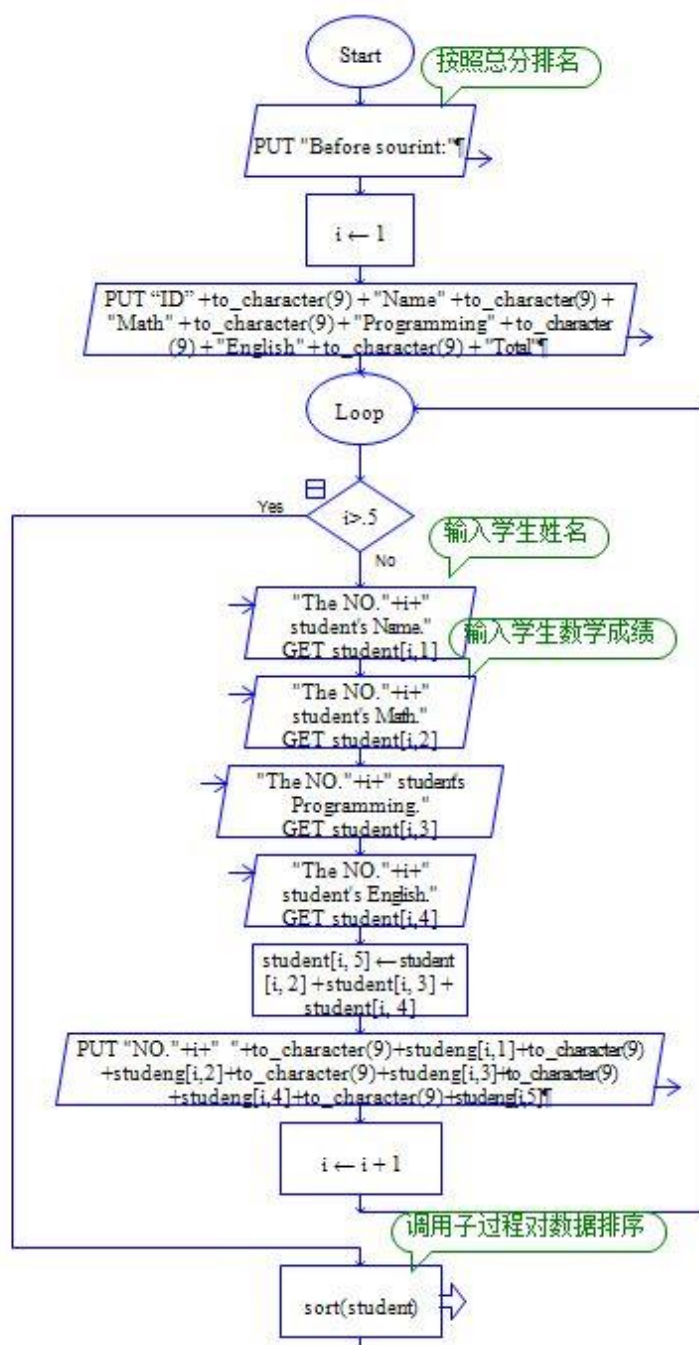 Start
按照总分排名
PUT "Before sourint:"¶
i ← 1
PUT “ID” +to_character(9) + "Name" +to_character(9) +
"Math" + to_character(9) + "Programming" + to_character
(9) + "English" + to_character(9) + "Total"¶
Loop
Yes
i>.5
No
输入学生姓名
"The NO."+i+"
student's Name."
GET student[i,1]
输入学生数学成绩
"The NO."+i+"
student's Math."
GET student[i,2]
"The NO."+i+" student's
Programming."
GET student[i,3]
"The NO."+i+"
student's English."
GET student[i,4]
student[i, 5] ← student
[i, 2] +student[i, 3] +
student[i, 4]
PUT "NO."+i+"  "+to_character(9)+studeng[i,1]+to_character(9)
+studeng[i,2]+to_character(9)+studeng[i,3]+to_character(9)
+studeng[i,4]+to_character(9)+studeng[i,5]¶
i ← i + 1
调用子过程对数据排序
sort(student)